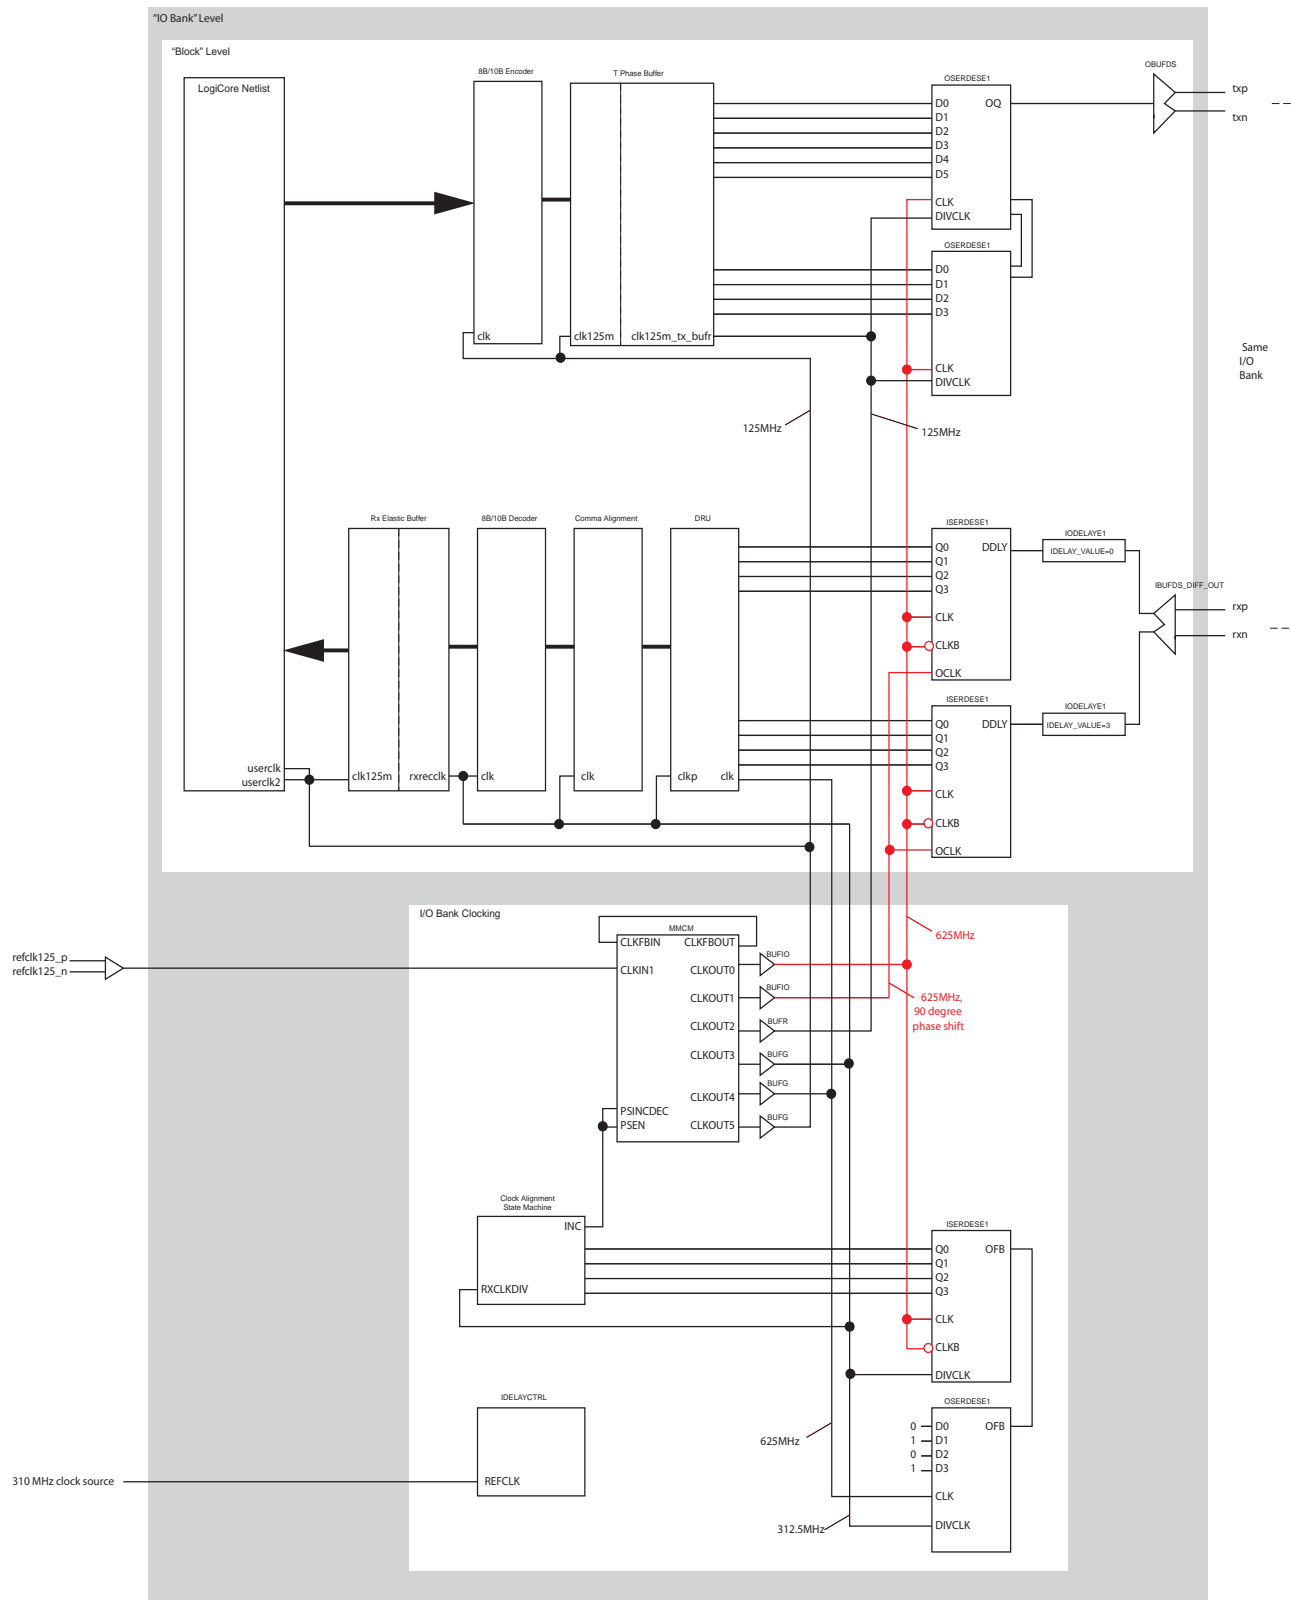 "IO Bank" Level
"Block" Level
LogiCore Netlist
8B/10B Encoder
T Phase Buffer
OSERDESE1
OBUFDS
D0
OQ
D1
D2
D3
D4
D5
CLK
DIVCLK
txp
txn
OSERDESE1
D0
D1
D2
D3
CLK
DIVCLK
clk
clk125m
clk125m_tx_bufr
Same
I/O
Bank
125MHz
125MHz
Rx Elastic Buffer
8B/10B Decoder
Comma Alignment
DRU
ISERDESE1
Q0
DDLY
Q1
Q2
Q3
CLK
CLKB
OCLK
IODELAYE1
IDELAY_VALUE=0
IBUFDS_DIFF_OUT
rxp
rxn
ISERDESE1
Q0
DDLY
Q1
Q2
Q3
CLK
CLKB
OCLK
IODELAYE1
IDELAY_VALUE=3
userclk
userclk2
clk125m
rxrecclk
clk
clk
clkp
clk
I/O Bank Clocking
625MHz
625MHz,
90 degree
phase shift
refclk125_p
refclk125_n
MMCM
CLKFBIN
CLKFBOUT
CLKIN1
CLKOUT0
CLKOUT1
CLKOUT2
CLKOUT3
CLKOUT4
PSINCDEC
PSEN
CLKOUT5
BUFIO
BUFIO
BUFR
BUFG
BUFG
BUFG
Clock Alignment
State Machine
INC
RXCLKDIV
ISERDESE1
Q0
OFB
Q1
Q2
Q3
CLK
CLKB
DIVCLK
IDELAYCTRL
REFCLK
310 MHz clock source
OSERDESE1
0
D0
OFB
1
D1
0
D2
1
D3
CLK
DIVCLK
625MHz
312.5MHz